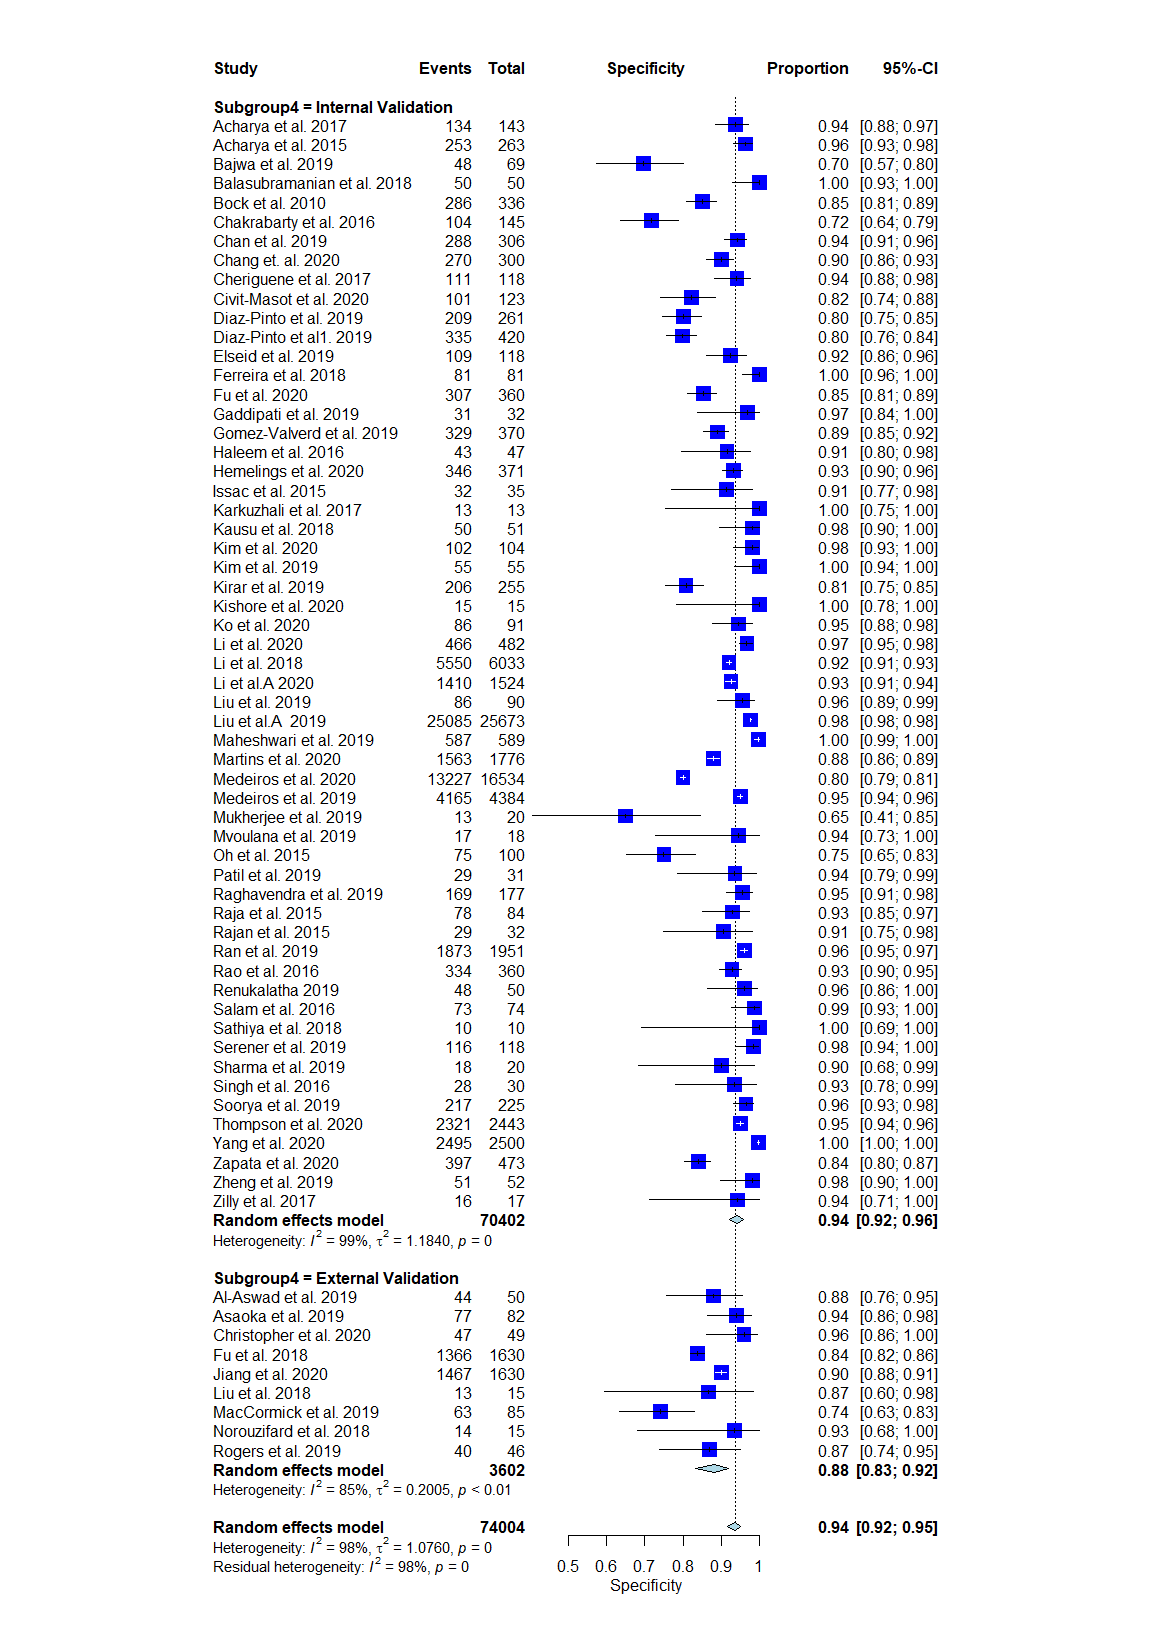 Study Events Total Specificity Proportion 95%-CI
Subgroup4 = Internal Validation
Acharya et al. 2017 134 143 0.94 [0.88; 0.97]
Acharya et al. 2015 253 263 0.96 [0.93; 0.98]
Bajwa et al. 2019 48 69 0.70 [0.57; 0.80]
Balasubramanian et al. 2018 50 50 1.00 [0.93; 1.00]
Bock et al. 2010 286 336 0.85 [0.81; 0.89]
Chakrabarty et al. 2016 104 145 0.72 [0.64; 0.79]
Chan et al. 2019 288 306 0.94 [0.91; 0.96]
Chang et. al. 2020 270 300 0.90 [0.86; 0.93]
Cheriguene et al. 2017 111 118 0.94 [0.88; 0.98]
Civit-Masot et al. 2020 101 123 0.82 [0.74; 0.88]
Diaz-Pinto et al. 2019 209 261 0.80 [0.75; 0.85]
Diaz-Pinto et al1. 2019 335 420 0.80 [0.76; 0.84]
Elseid et al. 2019 109 118 0.92 [0.86; 0.96]
Ferreira et al. 2018 81 81 1.00 [0.96; 1.00]
Fu et al. 2020 307 360 0.85 [0.81; 0.89]
Gaddipati et al. 2019 31 32 0.97 [0.84; 1.00]
Gomez-Valverd et al. 2019 329 370 0.89 [0.85; 0.92]
Haleem et al. 2016 43 47 0.91 [0.80; 0.98]
Hemelings et al. 2020 346 371 0.93 [0.90; 0.96]
Issac et al. 2015 32 35 0.91 [0.77; 0.98]
Karkuzhali et al. 2017 13 13 1.00 [0.75; 1.00]
Kausu et al. 2018 50 51 0.98 [0.90; 1.00]
Kim et al. 2020 102 104 0.98 [0.93; 1.00]
Kim et al. 2019 55 55 1.00 [0.94; 1.00]
Kirar et al. 2019 206 255 0.81 [0.75; 0.85]
Kishore et al. 2020 15 15 1.00 [0.78; 1.00]
Ko et al. 2020 86 91 0.95 [0.88; 0.98]
Li et al. 2020 466 482 0.97 [0.95; 0.98]
Li et al. 2018 5550 6033 0.92 [0.91; 0.93]
Li et al.A 2020 1410 1524 0.93 [0.91; 0.94]
Liu et al. 2019 86 90 0.96 [0.89; 0.99]
Liu et al.A 2019 25085 25673 0.98 [0.98; 0.98]
Maheshwari et al. 2019 587 589 1.00 [0.99; 1.00]
Martins et al. 2020 1563 1776 0.88 [0.86; 0.89]
Medeiros et al. 2020 13227 16534 0.80 [0.79; 0.81]
Medeiros et al. 2019 4165 4384 0.95 [0.94; 0.96]
Mukherjee et al. 2019 13 20 0.65 [0.41; 0.85]
Mvoulana et al. 2019 17 18 0.94 [0.73; 1.00]
Oh et al. 2015 75 100 0.75 [0.65; 0.83]
Patil et al. 2019 29 31 0.94 [0.79; 0.99]
Raghavendra et al. 2019 169 177 0.95 [0.91; 0.98]
Raja et al. 2015 78 84 0.93 [0.85; 0.97]
Rajan et al. 2015 29 32 0.91 [0.75; 0.98]
Ran et al. 2019 1873 1951 0.96 [0.95; 0.97]
Rao et al. 2016 334 360 0.93 [0.90; 0.95]
Renukalatha 2019 48 50 0.96 [0.86; 1.00]
Salam et al. 2016 73 74 0.99 [0.93; 1.00]
Sathiya et al. 2018 10 10 1.00 [0.69; 1.00]
Serener et al. 2019 116 118 0.98 [0.94; 1.00]
Sharma et al. 2019 18 20 0.90 [0.68; 0.99]
Singh et al. 2016 28 30 0.93 [0.78; 0.99]
Soorya et al. 2019 217 225 0.96 [0.93; 0.98]
Thompson et al. 2020 2321 2443 0.95 [0.94; 0.96]
Yang et al. 2020 2495 2500 1.00 [1.00; 1.00]
Zapata et al. 2020 397 473 0.84 [0.80; 0.87]
Zheng et al. 2019 51 52 0.98 [0.90; 1.00]
Zilly et al. 2017 16 17 0.94 [0.71; 1.00]
Random effects model 70402 0.94 [0.92; 0.96]
Heterogeneity: I² = 99%, τ² = 1.1840, p = 0
Subgroup4 = External Validation
Al-Aswad et al. 2019 44 50 0.88 [0.76; 0.95]
Asaoka et al. 2019 77 82 0.94 [0.86; 0.98]
Christopher et al. 2020 47 49 0.96 [0.86; 1.00]
Fu et al. 2018 1366 1630 0.84 [0.82; 0.86]
Jiang et al. 2020 1467 1630 0.90 [0.88; 0.91]
Liu et al. 2018 13 15 0.87 [0.60; 0.98]
MacCormick et al. 2019 63 85 0.74 [0.63; 0.83]
Norouzifard et al. 2018 14 15 0.93 [0.68; 1.00]
Rogers et al. 2019 40 46 0.87 [0.74; 0.95]
Random effects model 3602 0.88 [0.83; 0.92]
Heterogeneity: I² = 85%, τ² = 0.2005, p < 0.01
Random effects model 74004 0.94 [0.92; 0.95]
Heterogeneity: I² = 98%, τ² = 1.0760, p = 0
Residual heterogeneity: I² = 98%, p = 0
0.5 0.6 0.7 0.8 0.9 1
Specificity